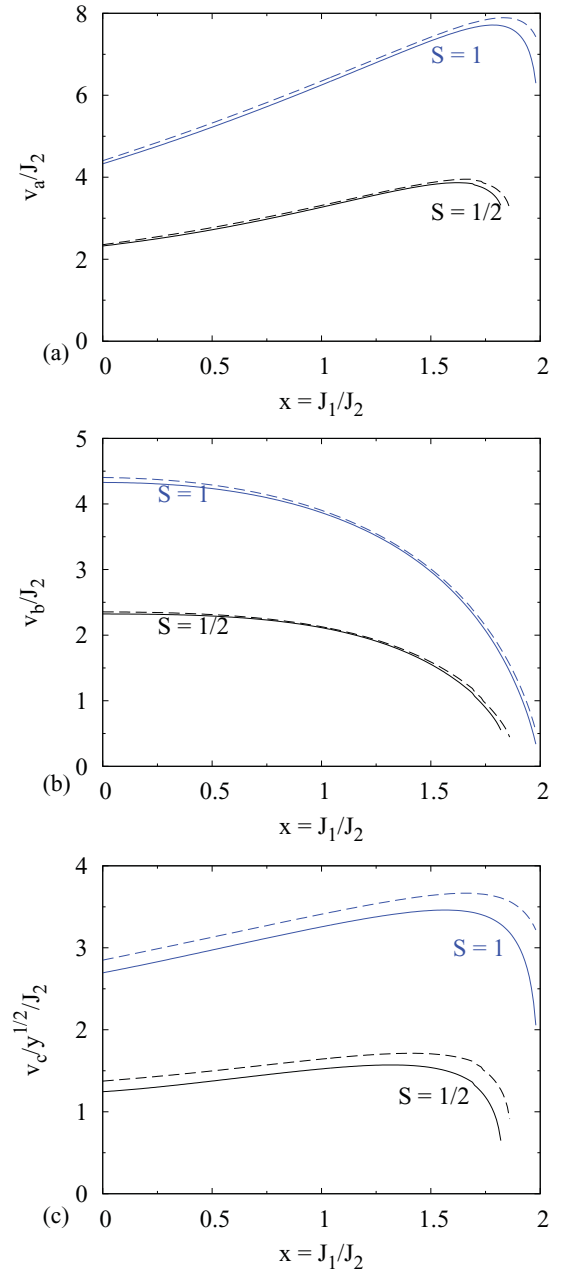 8
6
4
2
0
v_a/J_2
S = 1
S = 1/2
0 0.5 1 1.5 2
(a)
x = J_1/J_2
5
4
3
2
1
0
v_b/J_2
S = 1
S = 1/2
0 0.5 1 1.5 2
(b)
x = J_1/J_2
4
3
2
1
0
v_c/y^{1/2}/J_2
S = 1
S = 1/2
0 0.5 1 1.5 2
(c)
x = J_1/J_2